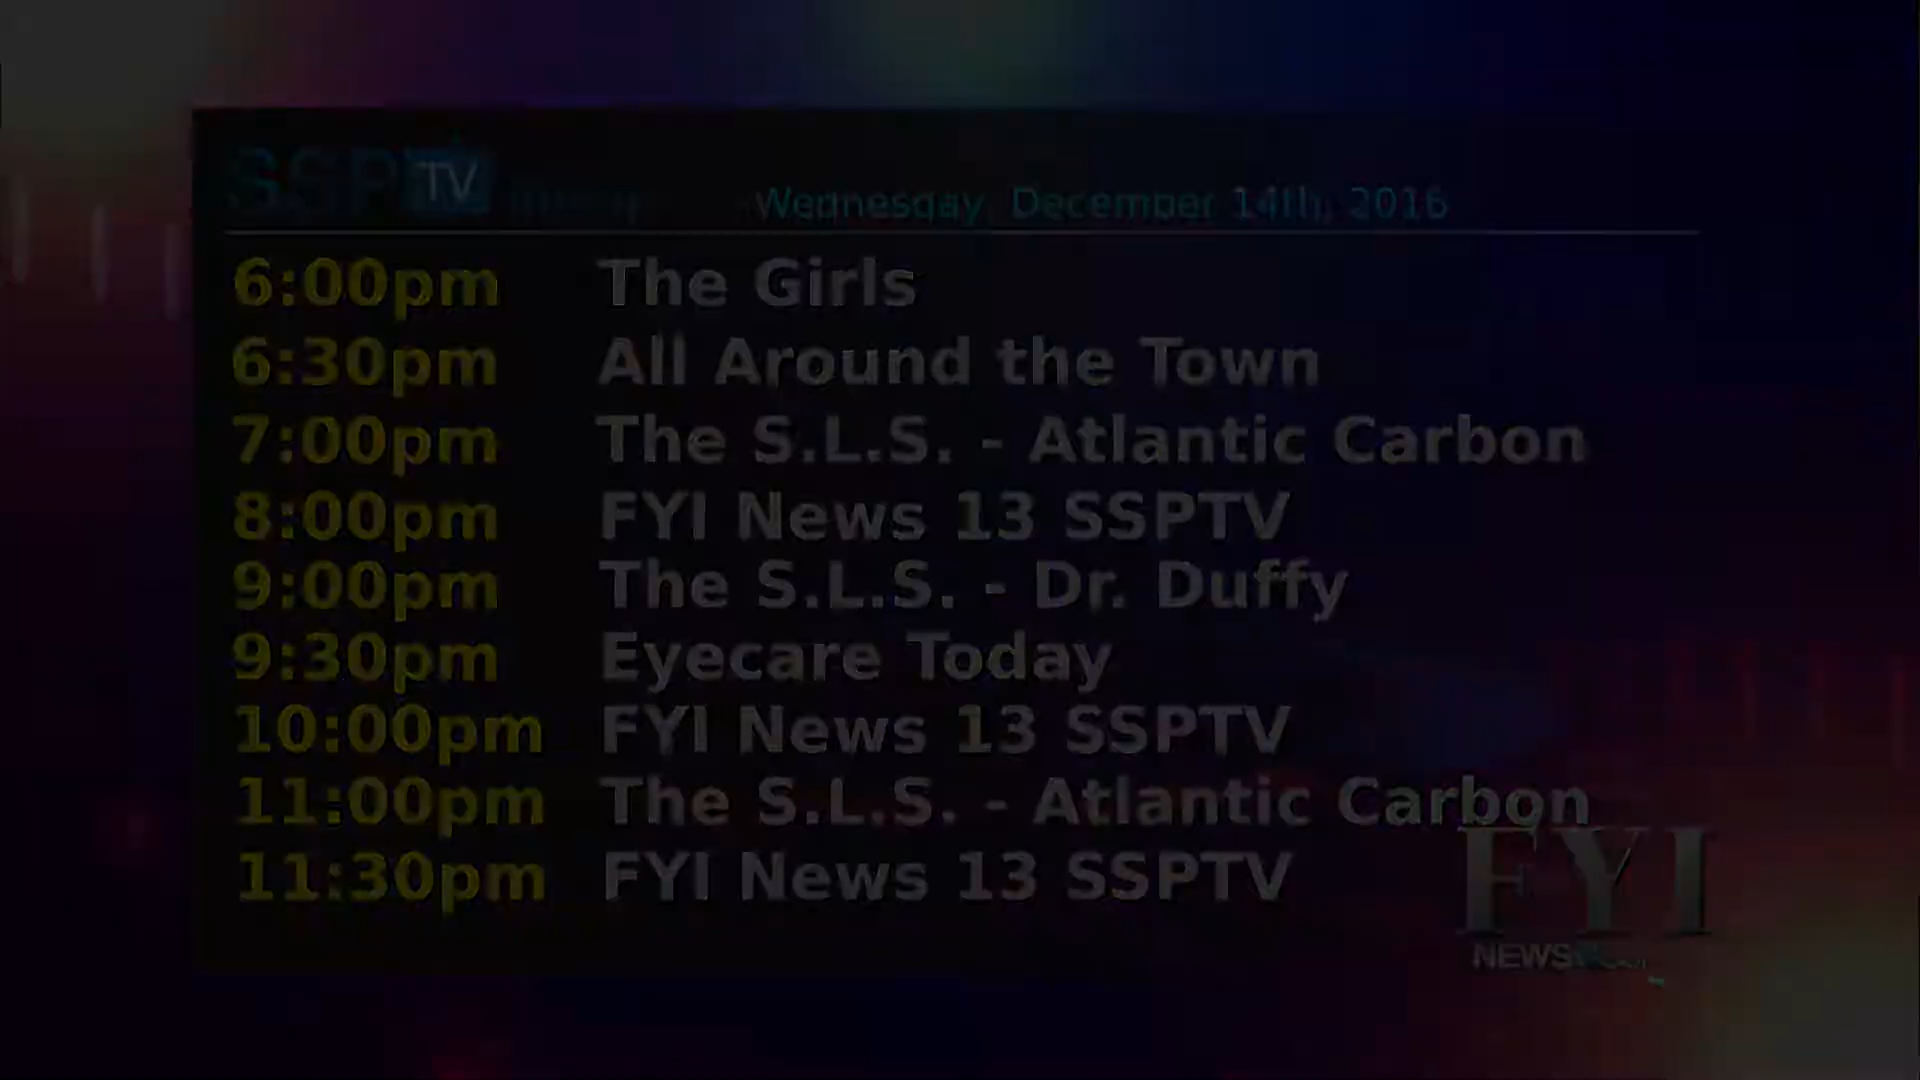 SSPTV
Wednesday, December 14th, 2016
6:00pm The Girls
6:30pm All Around the Town
7:00pm The S.L.S. - Atlantic Carbon
8:00pm FYI News 13 SSPTV
9:00pm The S.L.S. - Dr. Duffy
9:30pm Eyecare Today
10:00pm FYI News 13 SSPTV
11:00pm The S.L.S. - Atlantic Carbon
11:30pm FYI News 13 SSPTV
FYI
NEWS